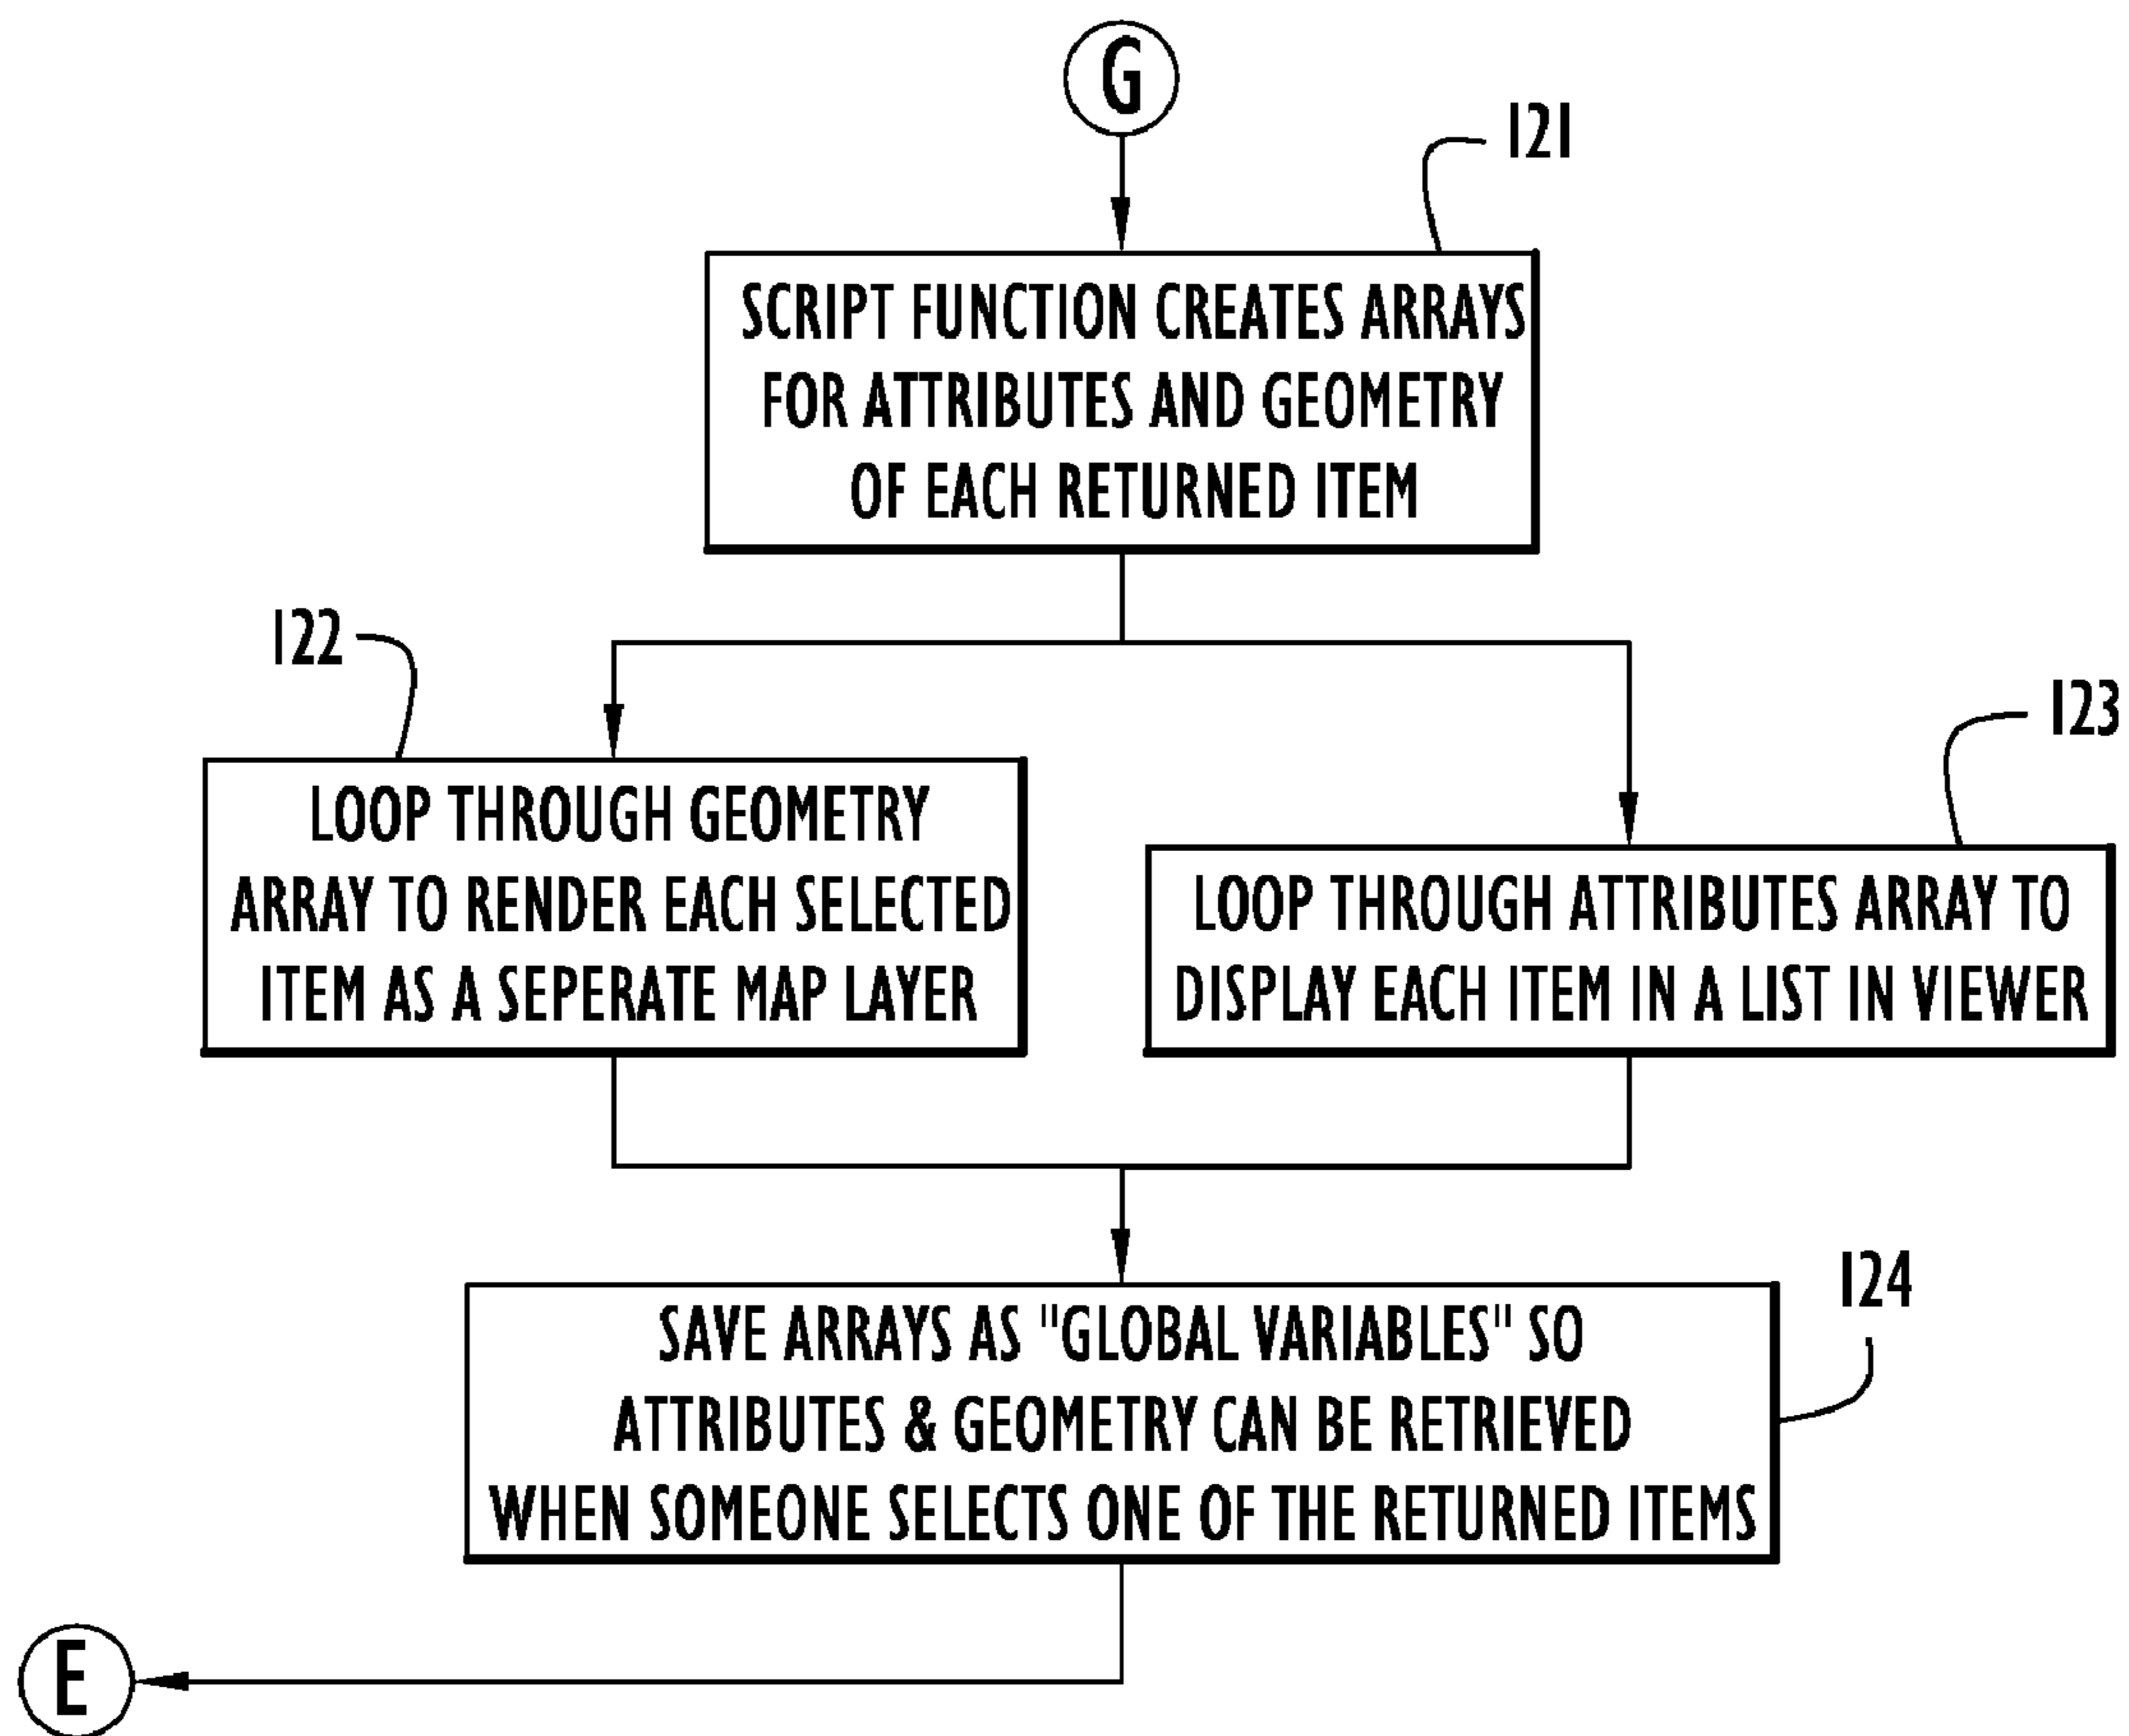 G
121
SCRIPT FUNCTION CREATES ARRAYS
FOR ATTRIBUTES AND GEOMETRY
OF EACH RETURNED ITEM
122
LOOP THROUGH GEOMETRY
ARRAY TO RENDER EACH SELECTED
ITEM AS A SEPERATE MAP LAYER
123
LOOP THROUGH ATTRIBUTES ARRAY TO
DISPLAY EACH ITEM IN A LIST IN VIEWER
124
SAVE ARRAYS AS "GLOBAL VARIABLES" SO
ATTRIBUTES & GEOMETRY CAN BE RETRIEVED
WHEN SOMEONE SELECTS ONE OF THE RETURNED ITEMS
E